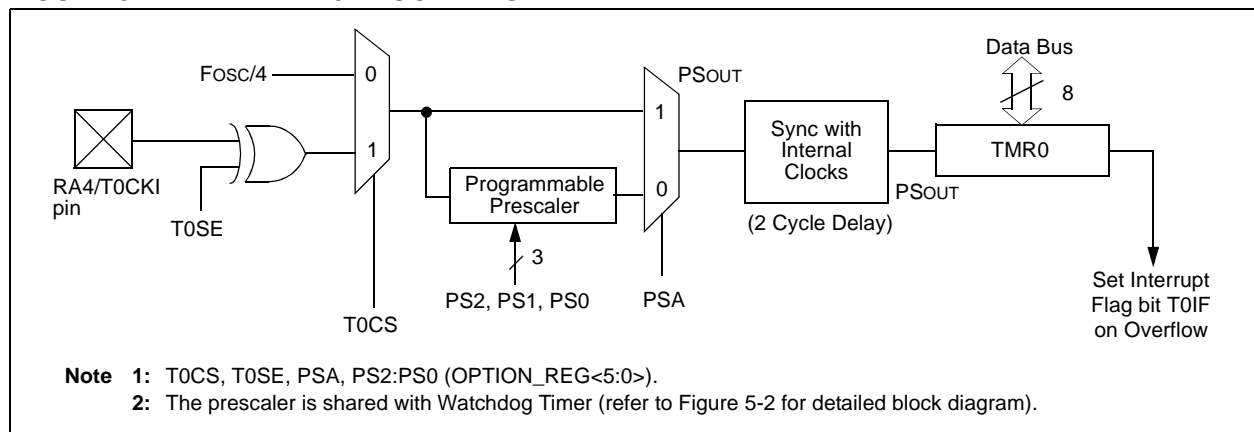 Data Bus
FOSC/4
0
PSOUT
8
1
1
Sync with
Internal
Clocks
TMR0
RA4/T0CKI
pin
Programmable
Prescaler
0
PSOUT
T0SE
(2 Cycle Delay)
3
PS2, PS1, PS0
PSA
T0CS
Set Interrupt
Flag bit T0IF
on Overflow
Note 1: T0CS, T0SE, PSA, PS2:PS0 (OPTION_REG<5:0>).
2: The prescaler is shared with Watchdog Timer (refer to Figure 5-2 for detailed block diagram).